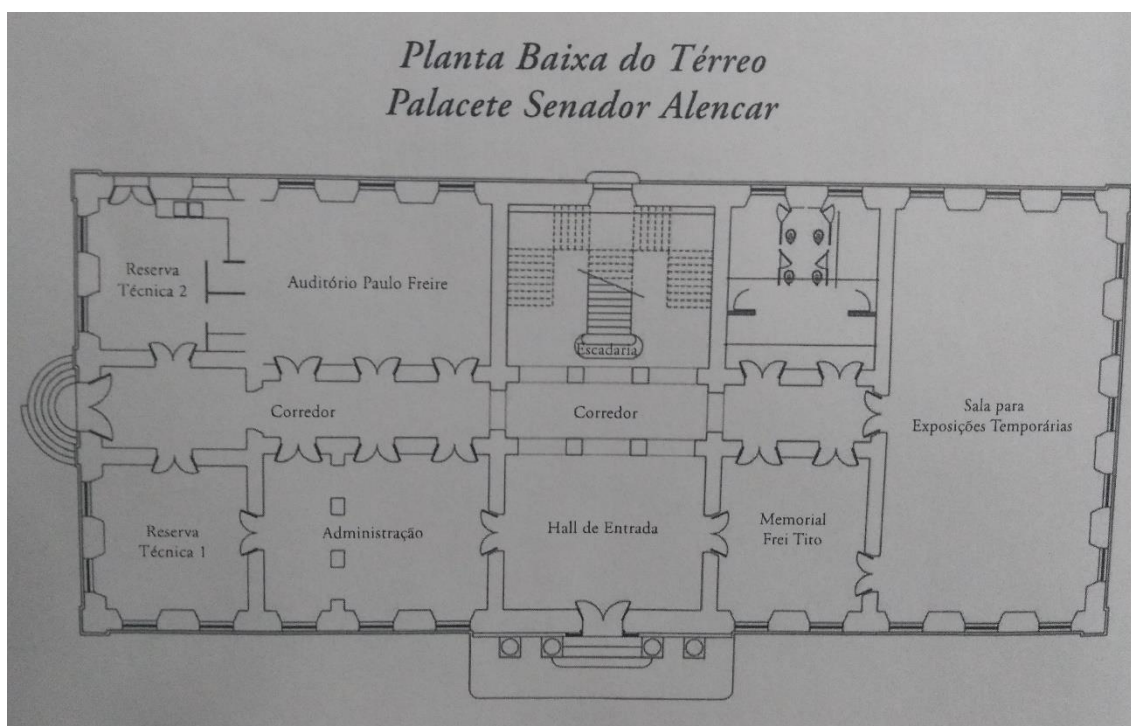 Planta Baixa do Térreo
Palacete Senador Alencar
Reserva
Técnica 2
Auditório Paulo Freire
Escadaria
Corredor
Corredor
Sala para
Exposições Temporárias
Reserva
Técnica 1
Administração
Hall de Entrada
Memorial
Frei Tito